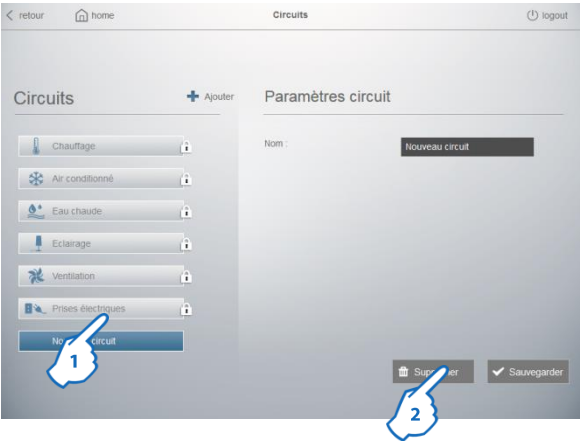 retour
home
Circuits
logout
Circuits
Ajouter
Paramètres circuit
Nom :
Nouveau circuit
Chauffage
Air conditionné
Eau chaude
Eclairage
Ventilation
Prises électriques
circuit
1
Sauvegarder
2